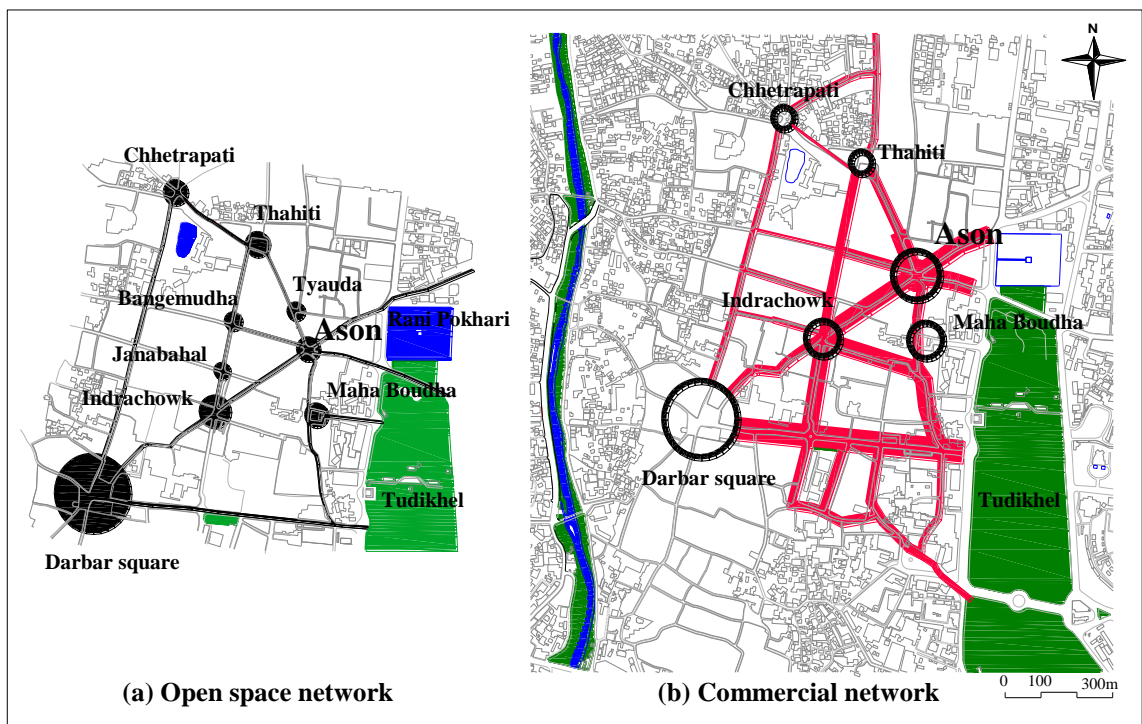 Chhetrapati
Thahiti
Tyauda
Bangemudha
Ason
Rani Pokhari
Janabahal
Maha Boudha
Indrachowk
Tudikhel
Darbar square
(a) Open space network
N
Chhetrapati
Thahiti
Ason
Indrachowk
Maha Boudha
Darbar square
Tudikhel
(b) Commercial network
0 100 300m